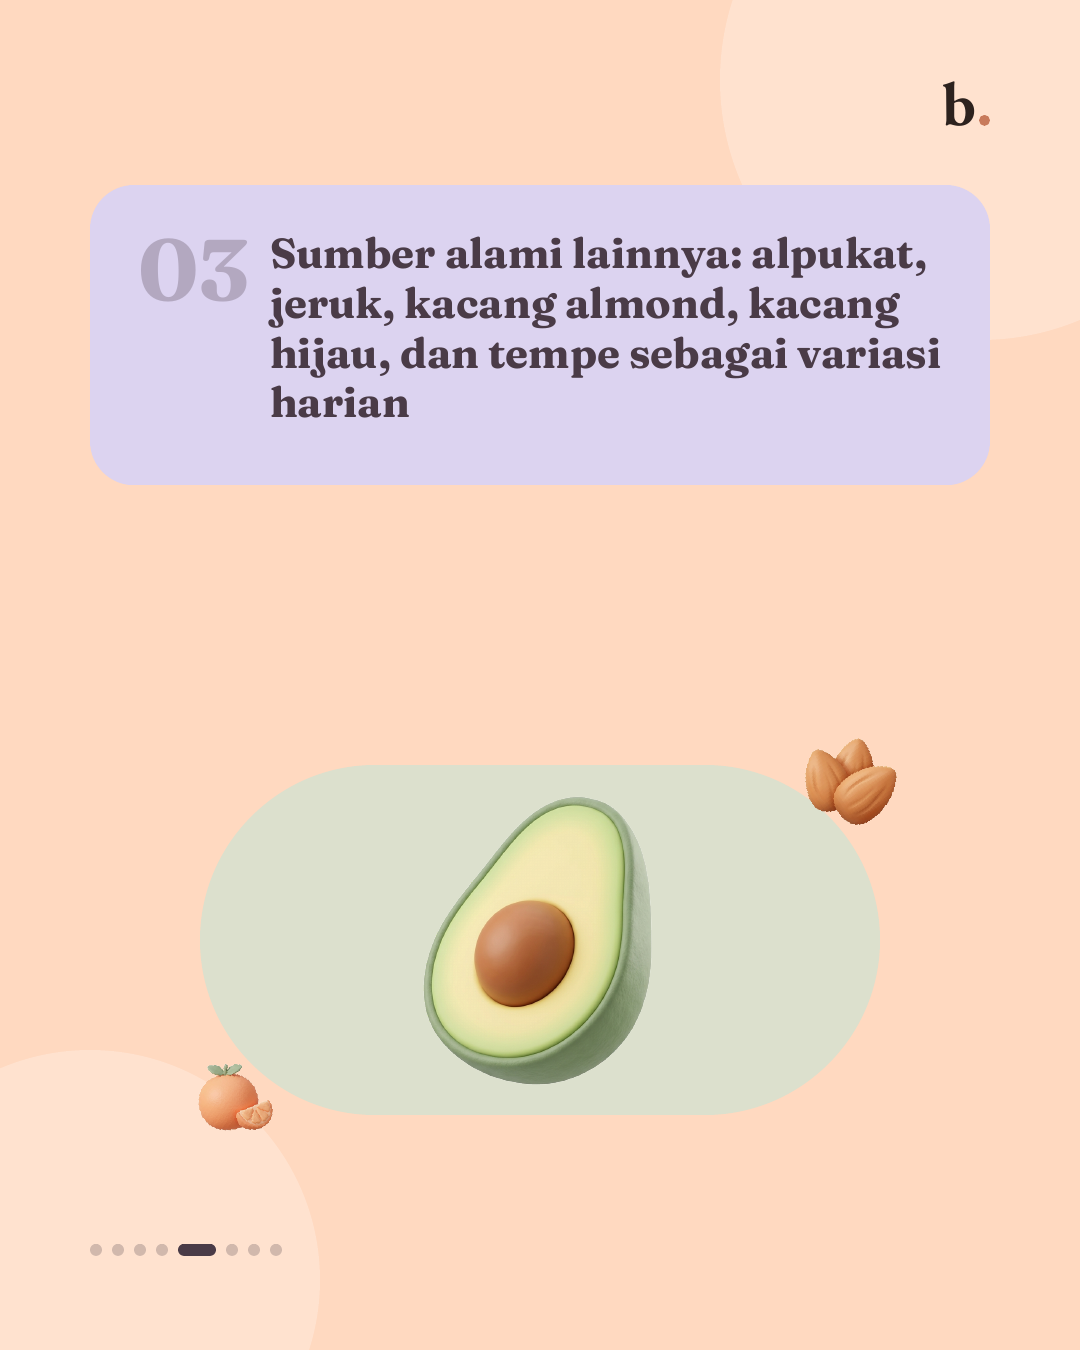 b.
03
Sumber alami lainnya: alpukat,
jeruk, kacang almond, kacang
hijau, dan tempe sebagai variasi
harian